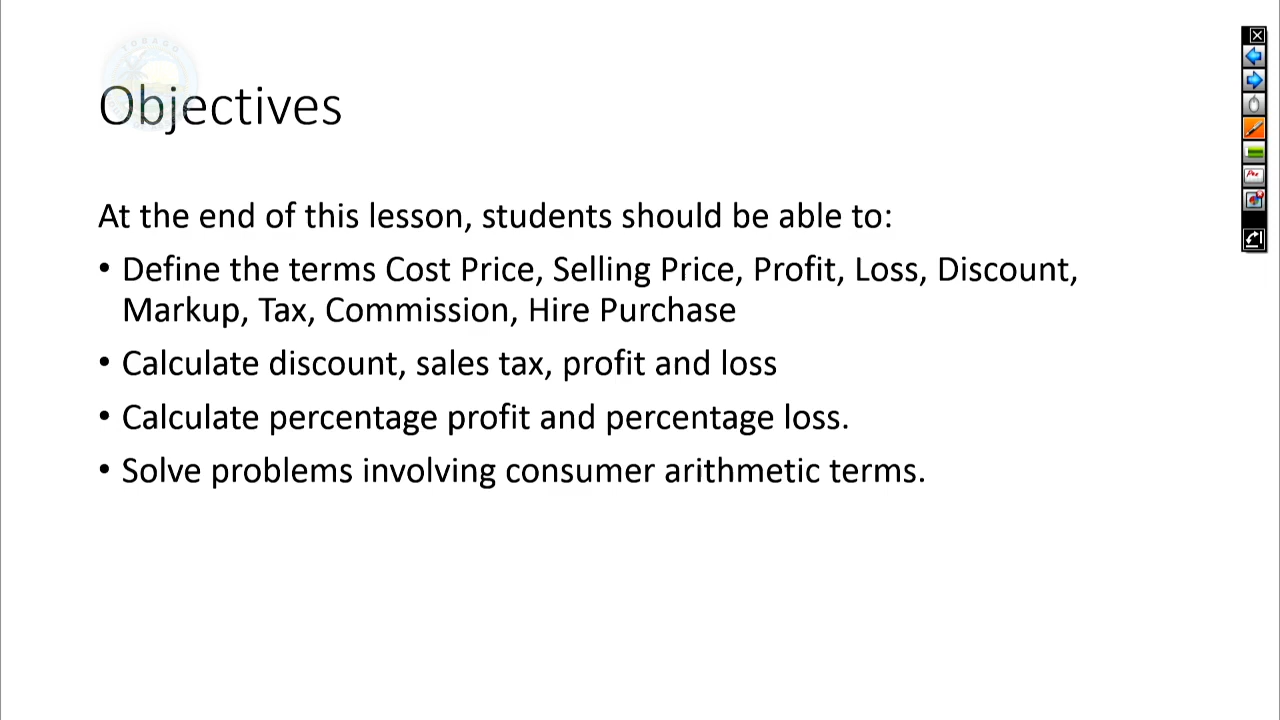 TOBAGO
Objectives
At the end of this lesson, students should be able to:
• Define the terms Cost Price, Selling Price, Profit, Loss, Discount,
Markup, Tax, Commission, Hire Purchase
• Calculate discount, sales tax, profit and loss
• Calculate percentage profit and percentage loss.
• Solve problems involving consumer arithmetic terms.